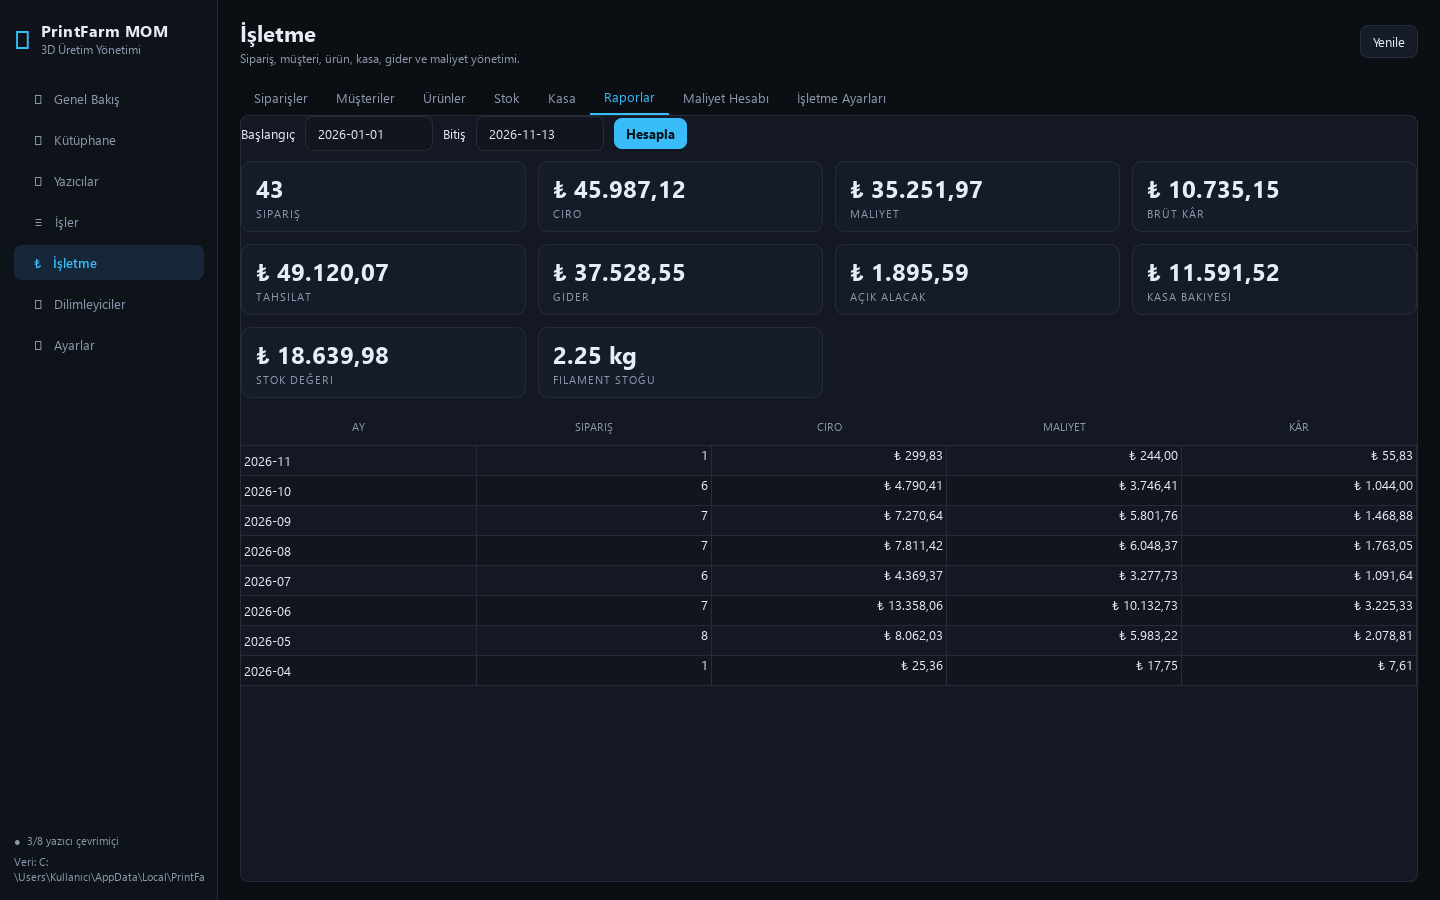 PrintFarm MOM
3D Üretim Yönetimi
Genel Bakış
Kütüphane
Yazıcılar
İşler
₺ İşletme
Dilimleyiciler
Ayarlar
● 3/8 yazıcı çevrimiçi
Veri: C:
\Users\Kullanıcı\AppData\Local\PrintFa
İşletme
Sipariş, müşteri, ürün, kasa, gider ve maliyet yönetimi.
Yenile
Siparişler Müşteriler Ürünler Stok Kasa Raporlar Maliyet Hesabı İşletme Ayarları
Başlangıç 2026-01-01 Bitiş 2026-11-13 Hesapla
43
SIPARIŞ
₺ 45.987,12
CIRO
₺ 35.251,97
MALIYET
₺ 10.735,15
BRÜT KÂR
₺ 49.120,07
TAHSILAT
₺ 37.528,55
GIDER
₺ 1.895,59
AÇIK ALACAK
₺ 11.591,52
KASA BAKIYESI
₺ 18.639,98
STOK DEĞERI
2.25 kg
FILAMENT STOĞU
AY SIPARIŞ CIRO MALIYET KÂR
2026-11 1 ₺ 299,83 ₺ 244,00 ₺ 55,83
2026-10 6 ₺ 4.790,41 ₺ 3.746,41 ₺ 1.044,00
2026-09 7 ₺ 7.270,64 ₺ 5.801,76 ₺ 1.468,88
2026-08 7 ₺ 7.811,42 ₺ 6.048,37 ₺ 1.763,05
2026-07 6 ₺ 4.369,37 ₺ 3.277,73 ₺ 1.091,64
2026-06 7 ₺ 13.358,06 ₺ 10.132,73 ₺ 3.225,33
2026-05 8 ₺ 8.062,03 ₺ 5.983,22 ₺ 2.078,81
2026-04 1 ₺ 25,36 ₺ 17,75 ₺ 7,61